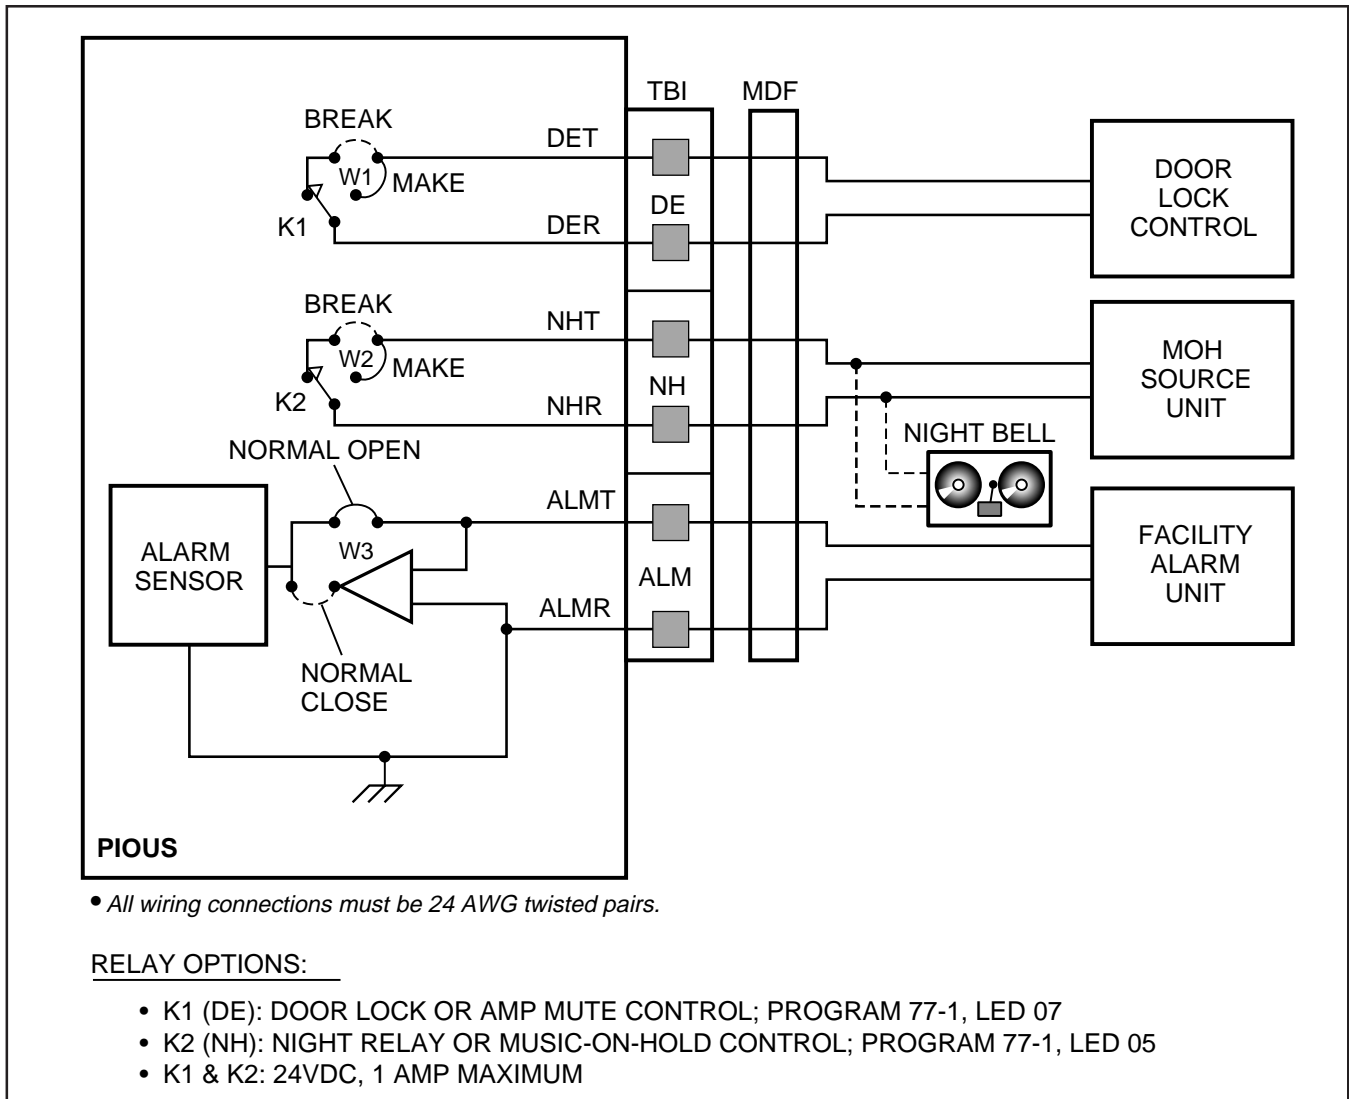 TBI
MDF
BREAK
W1
MAKE
K1
DET
DE
DER
DOOR
LOCK
CONTROL
BREAK
W2
MAKE
K2
NHT
NH
NHR
MOH
SOURCE
UNIT
NIGHT BELL
NORMAL OPEN
ALARM
SENSOR
W3
NORMAL
CLOSE
ALMT
ALM
ALMR
FACILITY
ALARM
UNIT
PIOUS
• All wiring connections must be 24 AWG twisted pairs.
RELAY OPTIONS:
• K1 (DE): DOOR LOCK OR AMP MUTE CONTROL; PROGRAM 77-1, LED 07
• K2 (NH): NIGHT RELAY OR MUSIC-ON-HOLD CONTROL; PROGRAM 77-1, LED 05
• K1 & K2: 24VDC, 1 AMP MAXIMUM